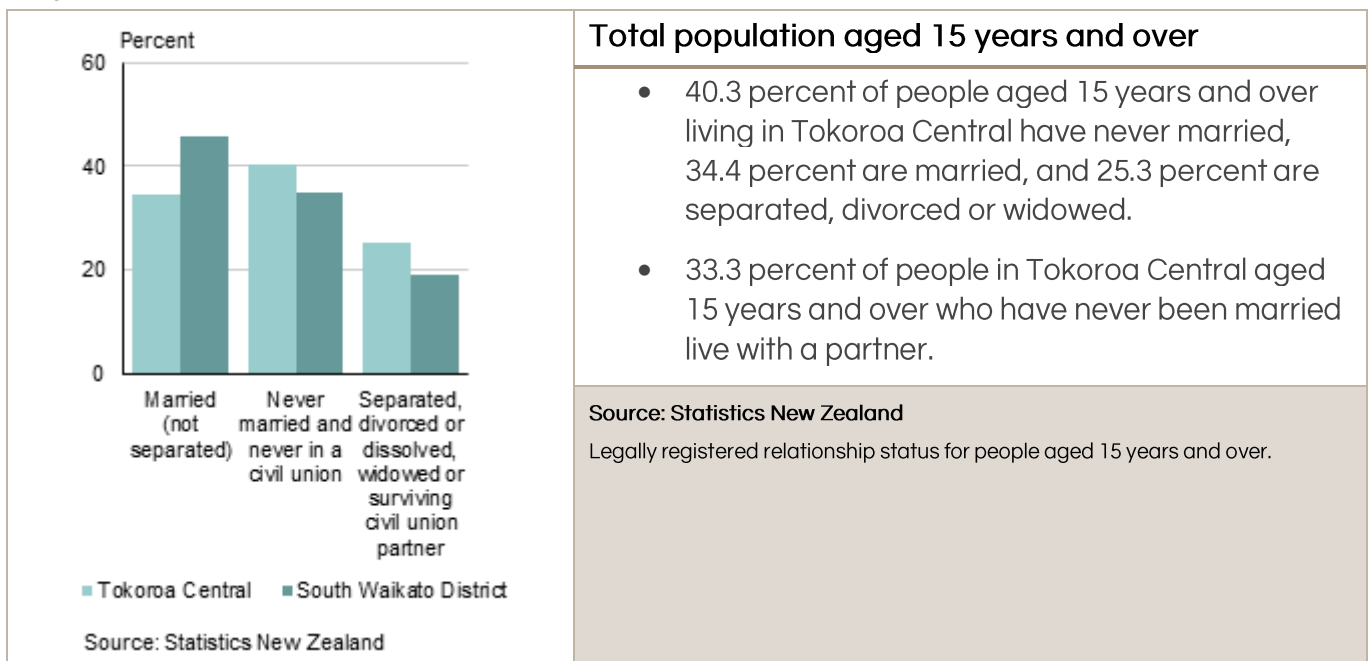 Percent
60
40
20
0
Married
(not
separated)
Never
married and
never in a
civil union
Separated,
divorced or
dissolved,
widowed or
surviving
civil union
partner
Tokoroa Central
South Waikato District
Source: Statistics New Zealand
Total population aged 15 years and over
• 40.3 percent of people aged 15 years and over
living in Tokoroa Central have never married,
34.4 percent are married, and 25.3 percent are
separated, divorced or widowed.
• 33.3 percent of people in Tokoroa Central aged
15 years and over who have never been married
live with a partner.
Source: Statistics New Zealand
Legally registered relationship status for people aged 15 years and over.